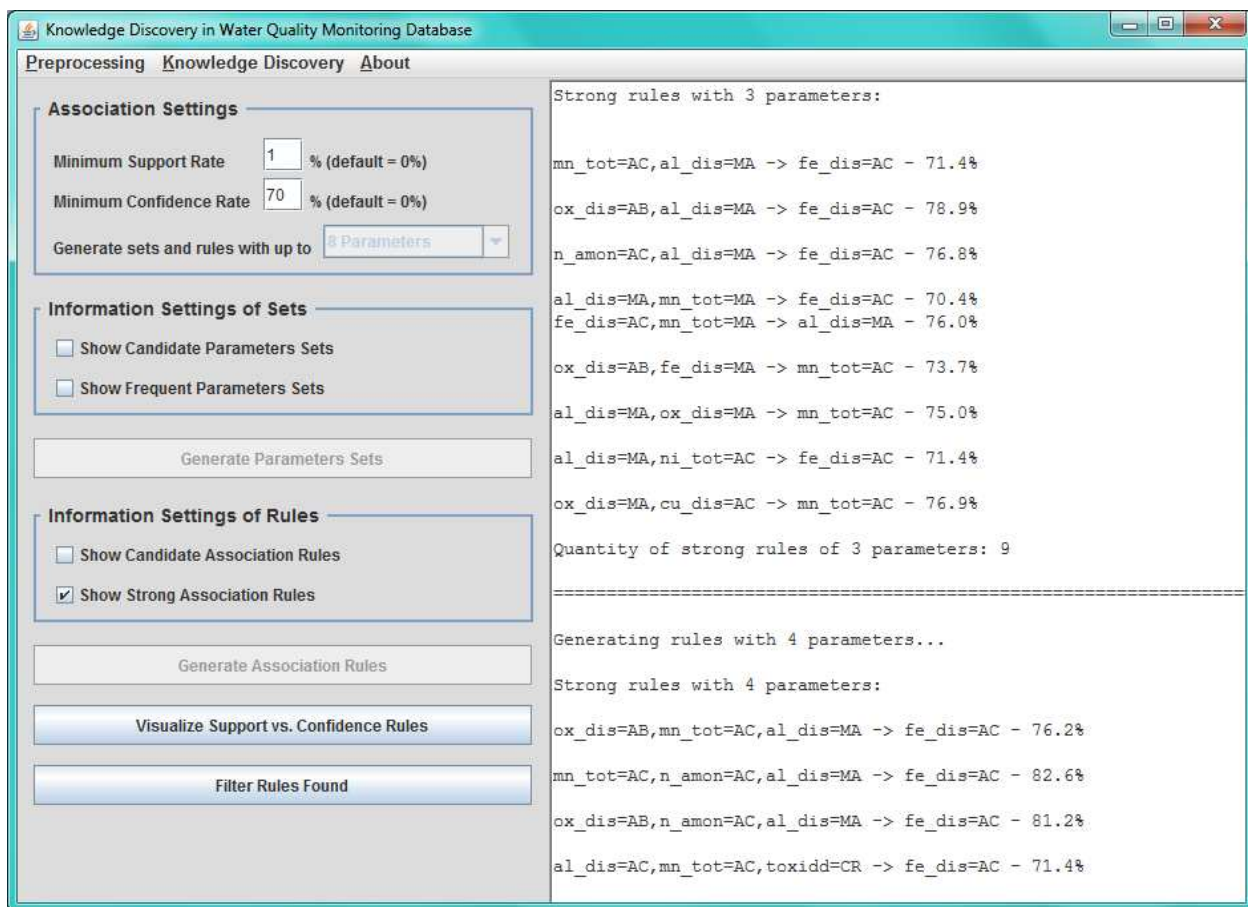 Knowledge Discovery in Water Quality Monitoring Database
Preprocessing Knowledge Discovery About
Association Settings
Minimum Support Rate 1 % (default = 0%)
Minimum Confidence Rate 70 % (default = 0%)
Generate sets and rules with up to 8 Parameters
Information Settings of Sets
Show Candidate Parameters Sets
Show Frequent Parameters Sets
Generate Parameters Sets
Information Settings of Rules
Show Candidate Association Rules
Show Strong Association Rules
Generate Association Rules
Visualize Support vs. Confidence Rules
Filter Rules Found
Strong rules with 3 parameters:
mn_tot=AC,al_dis=MA -> fe_dis=AC - 71.4%
ox_dis=AB,al_dis=MA -> fe_dis=AC - 78.9%
n_amon=AC,al_dis=MA -> fe_dis=AC - 76.8%
al_dis=MA,mn_tot=MA -> fe_dis=AC - 70.4%
fe_dis=AC,mn_tot=MA -> al_dis=MA - 76.0%
ox_dis=AB,fe_dis=MA -> mn_tot=AC - 73.7%
al_dis=MA,ox_dis=MA -> mn_tot=AC - 75.0%
al_dis=MA,ni_tot=AC -> fe_dis=AC - 71.4%
ox_dis=MA,cu_dis=AC -> mn_tot=AC - 76.9%
Quantity of strong rules of 3 parameters: 9
==================================================================
Generating rules with 4 parameters...
Strong rules with 4 parameters:
ox_dis=AB,mn_tot=AC,al_dis=MA -> fe_dis=AC - 76.2%
mn_tot=AC,n_amon=AC,al_dis=MA -> fe_dis=AC - 82.6%
ox_dis=AB,n_amon=AC,al_dis=MA -> fe_dis=AC - 81.2%
al_dis=AC,mn_tot=AC,toxidd=CR -> fe_dis=AC - 71.4%